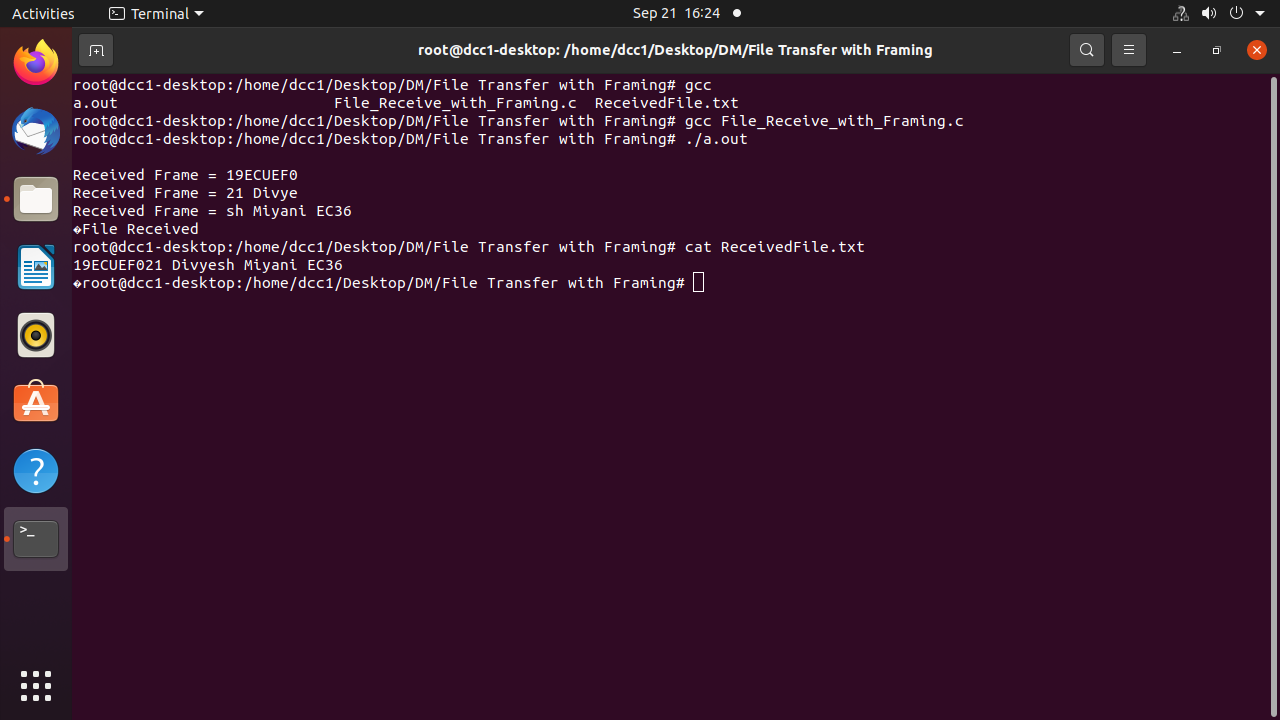 Activities
Terminal
Sep 21 16:24
root@dcc1-desktop: /home/dcc1/Desktop/DM/File Transfer with Framing
root@dcc1-desktop:/home/dcc1/Desktop/DM/File Transfer with Framing# gcc
a.out                        File_Receive_with_Framing.c  ReceivedFile.txt
root@dcc1-desktop:/home/dcc1/Desktop/DM/File Transfer with Framing# gcc File_Receive_with_Framing.c
root@dcc1-desktop:/home/dcc1/Desktop/DM/File Transfer with Framing# ./a.out
Received Frame = 19ECUEF0
Received Frame = 21 Divye
Received Frame = sh Miyani EC36
�File Received
root@dcc1-desktop:/home/dcc1/Desktop/DM/File Transfer with Framing# cat ReceivedFile.txt
19ECUEF021 Divyesh Miyani EC36
�root@dcc1-desktop:/home/dcc1/Desktop/DM/File Transfer with Framing#